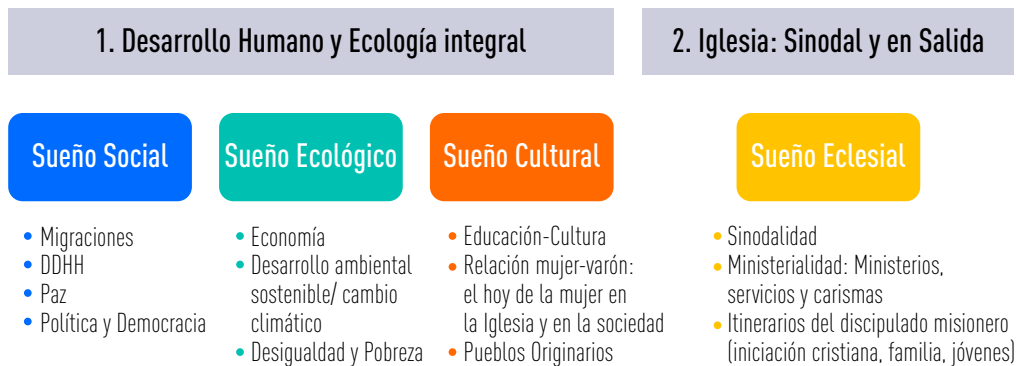 1. Desarrollo Humano y Ecología integral
2. Iglesia: Sinodal y en Salida
Sueño Social
• Migraciones
• DDHH
• Paz
• Política y Democracia
Sueño Ecológico
• Economía
• Desarrollo ambiental
sostenible/ cambio
climático
• Desigualdad y Pobreza
Sueño Cultural
• Educación-Cultura
• Relación mujer-varón:
el hoy de la mujer en
la Iglesia y en la sociedad
• Pueblos Originarios
Sueño Eclesial
• Sinodalidad
• Ministerialidad: Ministerios,
servicios y carismas
• Itinerarios del discipulado misionero
(iniciación cristiana, familia, jóvenes)